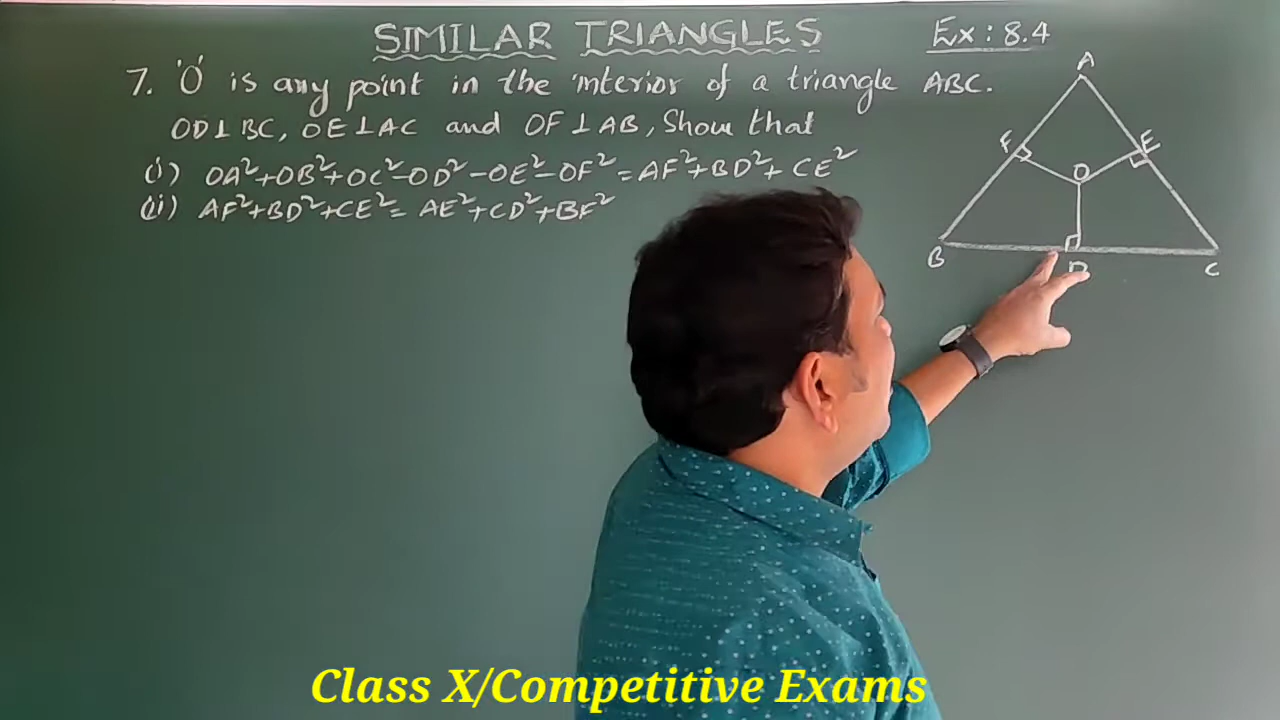 SIMILAR TRIANGLES Ex: 8.4
7. 'O' is any point in the interior of a triangle ABC.
OD⊥BC, OE⊥AC and OF⊥AB, Show that
(i) OA²+OB²+OC²-OD²-OE²-OF²=AF²+BD²+CE²
(ii) AF²+BD²+CE²= AE²+CD²+BF²
A
F
E
O
B
D
C
Class X/Competitive Exams